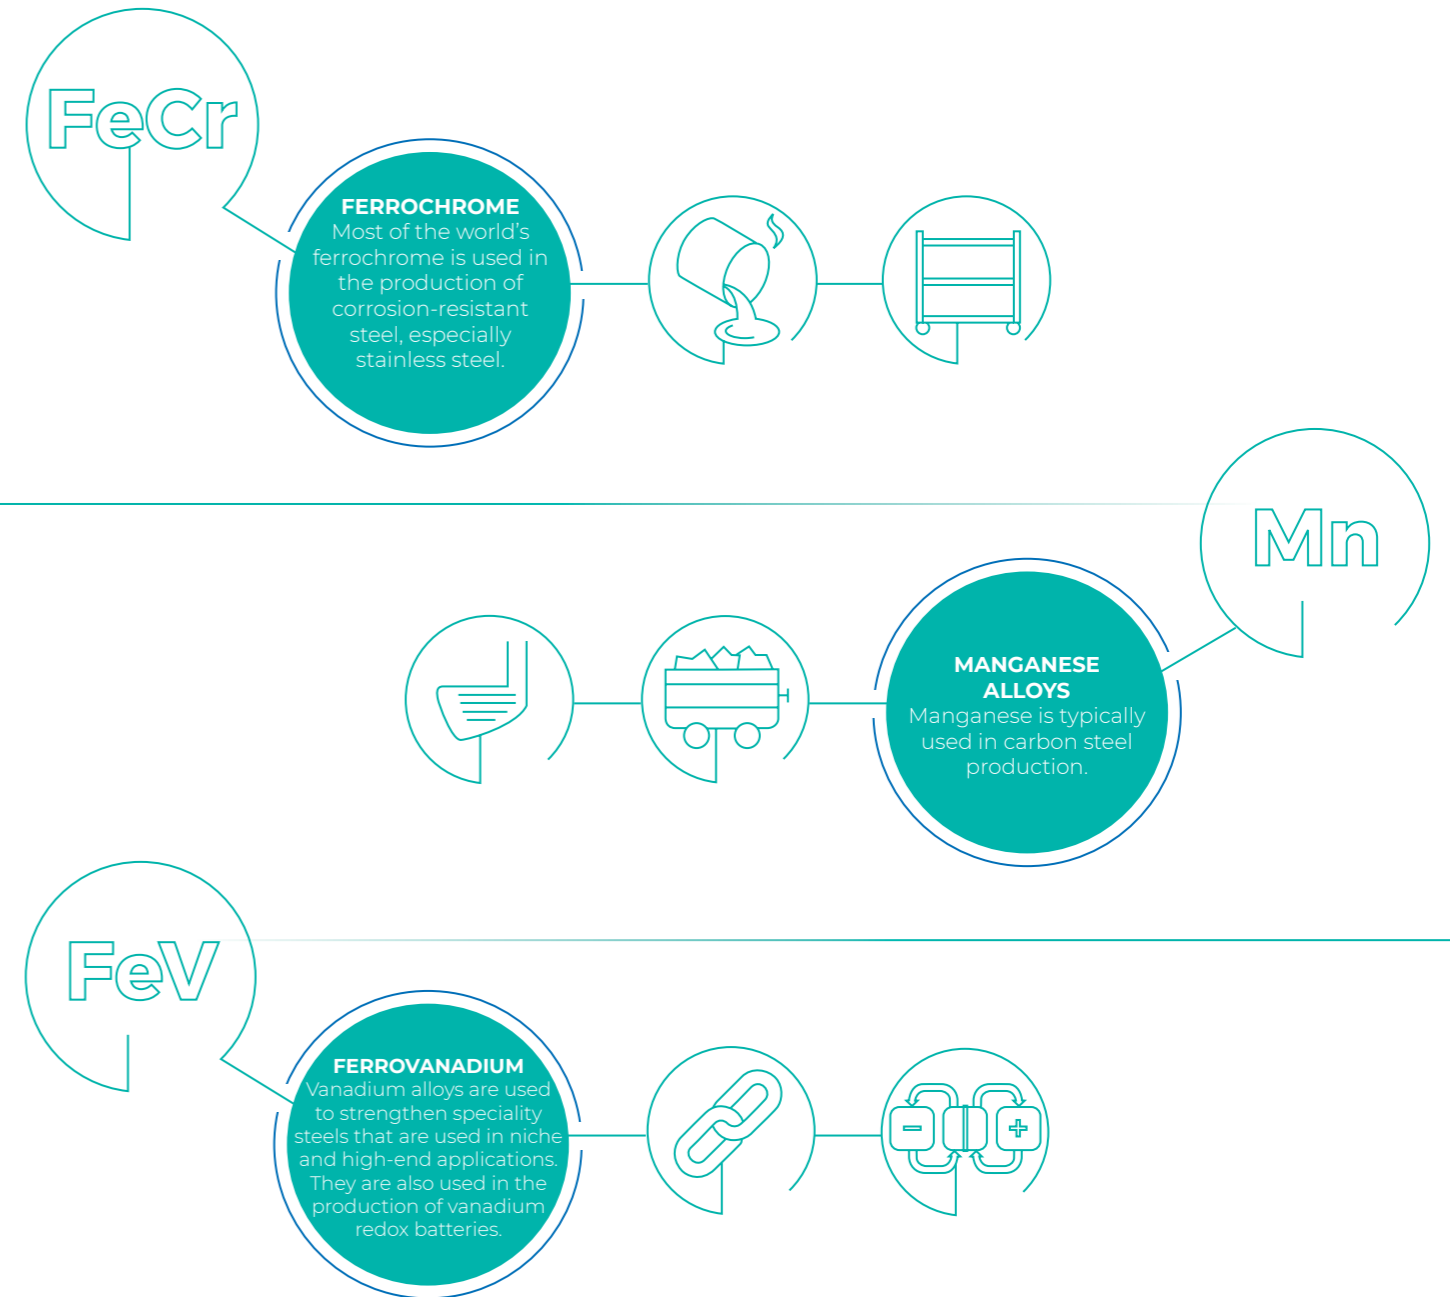 FeCr
FERROCHROME
Most of the world's
ferrochrome is used in
the production of
corrosion-resistant
steel, especially
stainless steel.
Mn
MANGANESE
ALLOYS
Manganese is typically
used in carbon steel
production.
FeV
FERROVANADIUM
Vanadium alloys are used
to strengthen speciality
steels that are used in niche
and high-end applications.
They are also used in the
production of vanadium
redox batteries.